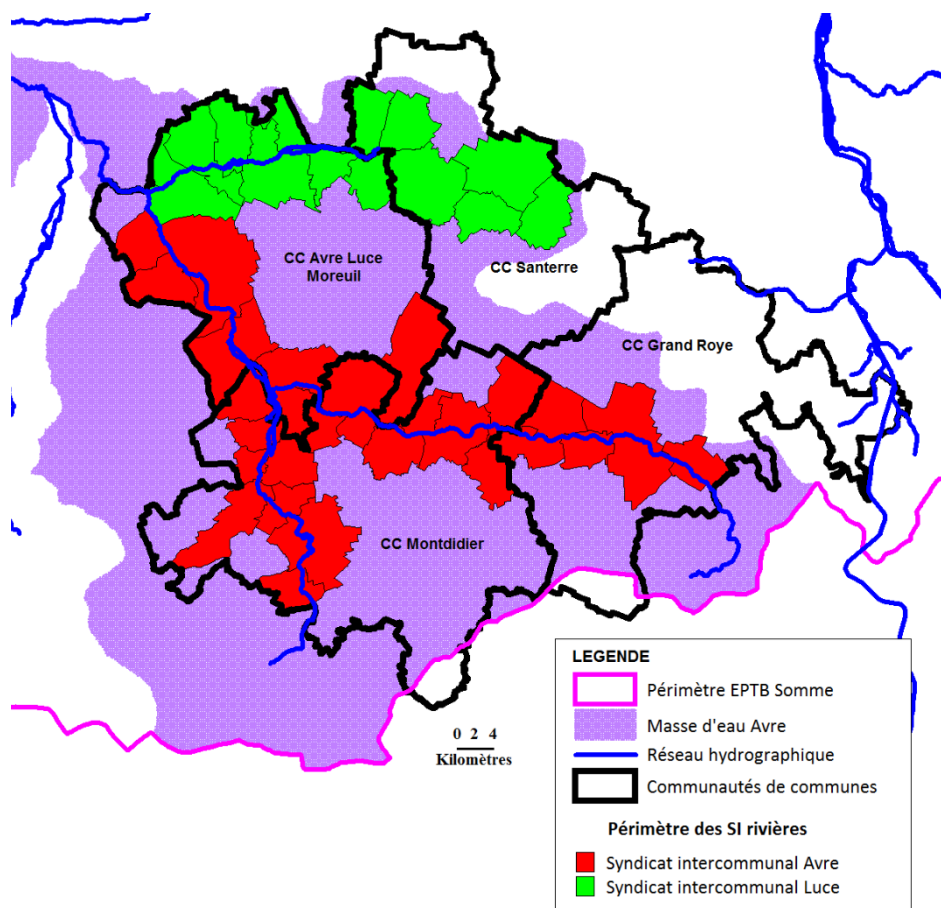 CC Avre Luce
Moreuil
CC Santerre
CC Grand Roye
CC Montdidier
0 2 4
Kilomètres
LEGENDE
Périmètre EPTB Somme
Masse d'eau Avre
Réseau hydrographique
Communautés de communes
Périmètre des SI rivières
Syndicat intercommunal Avre
Syndicat intercommunal Luce